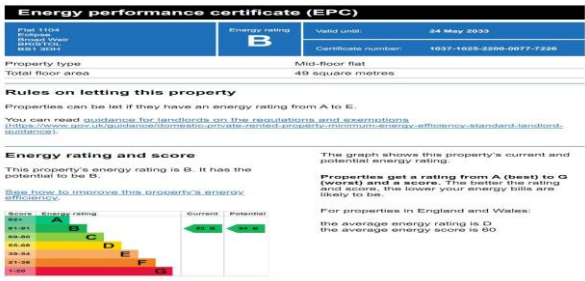 Energy performance certificate (EPC)
Flat 1104
Eclipse
Broad Weir
BRISTOL
BS1 3DH
Energy rating
B
Valid until:
24 May 2033
Certificate number:
1037-1025-2200-0077-7226
Property type
Mid-floor flat
Total floor area
49 square metres
Rules on letting this property
Properties can be let if they have an energy rating from A to E.
You can read guidance for landlords on the regulations and exemptions
(https://www.gov.uk/guidance/domestic-private-rented-property-minimum-energy-efficiency-standard-landlord-
guidance).
Energy rating and score
This property's energy rating is B. It has the
potential to be B.
See how to improve this property's energy
efficiency.
Score Energy rating Current Potential
92+ A
81-91 B
69-80 C
55-68 D
39-54 E
21-38 F
1-20 G
The graph shows this property's current and
potential energy rating.
Properties get a rating from A (best) to G
(worst) and a score. The better the rating
and score, the lower your energy bills are
likely to be.
For properties in England and Wales:
the average energy rating is D
the average energy score is 60